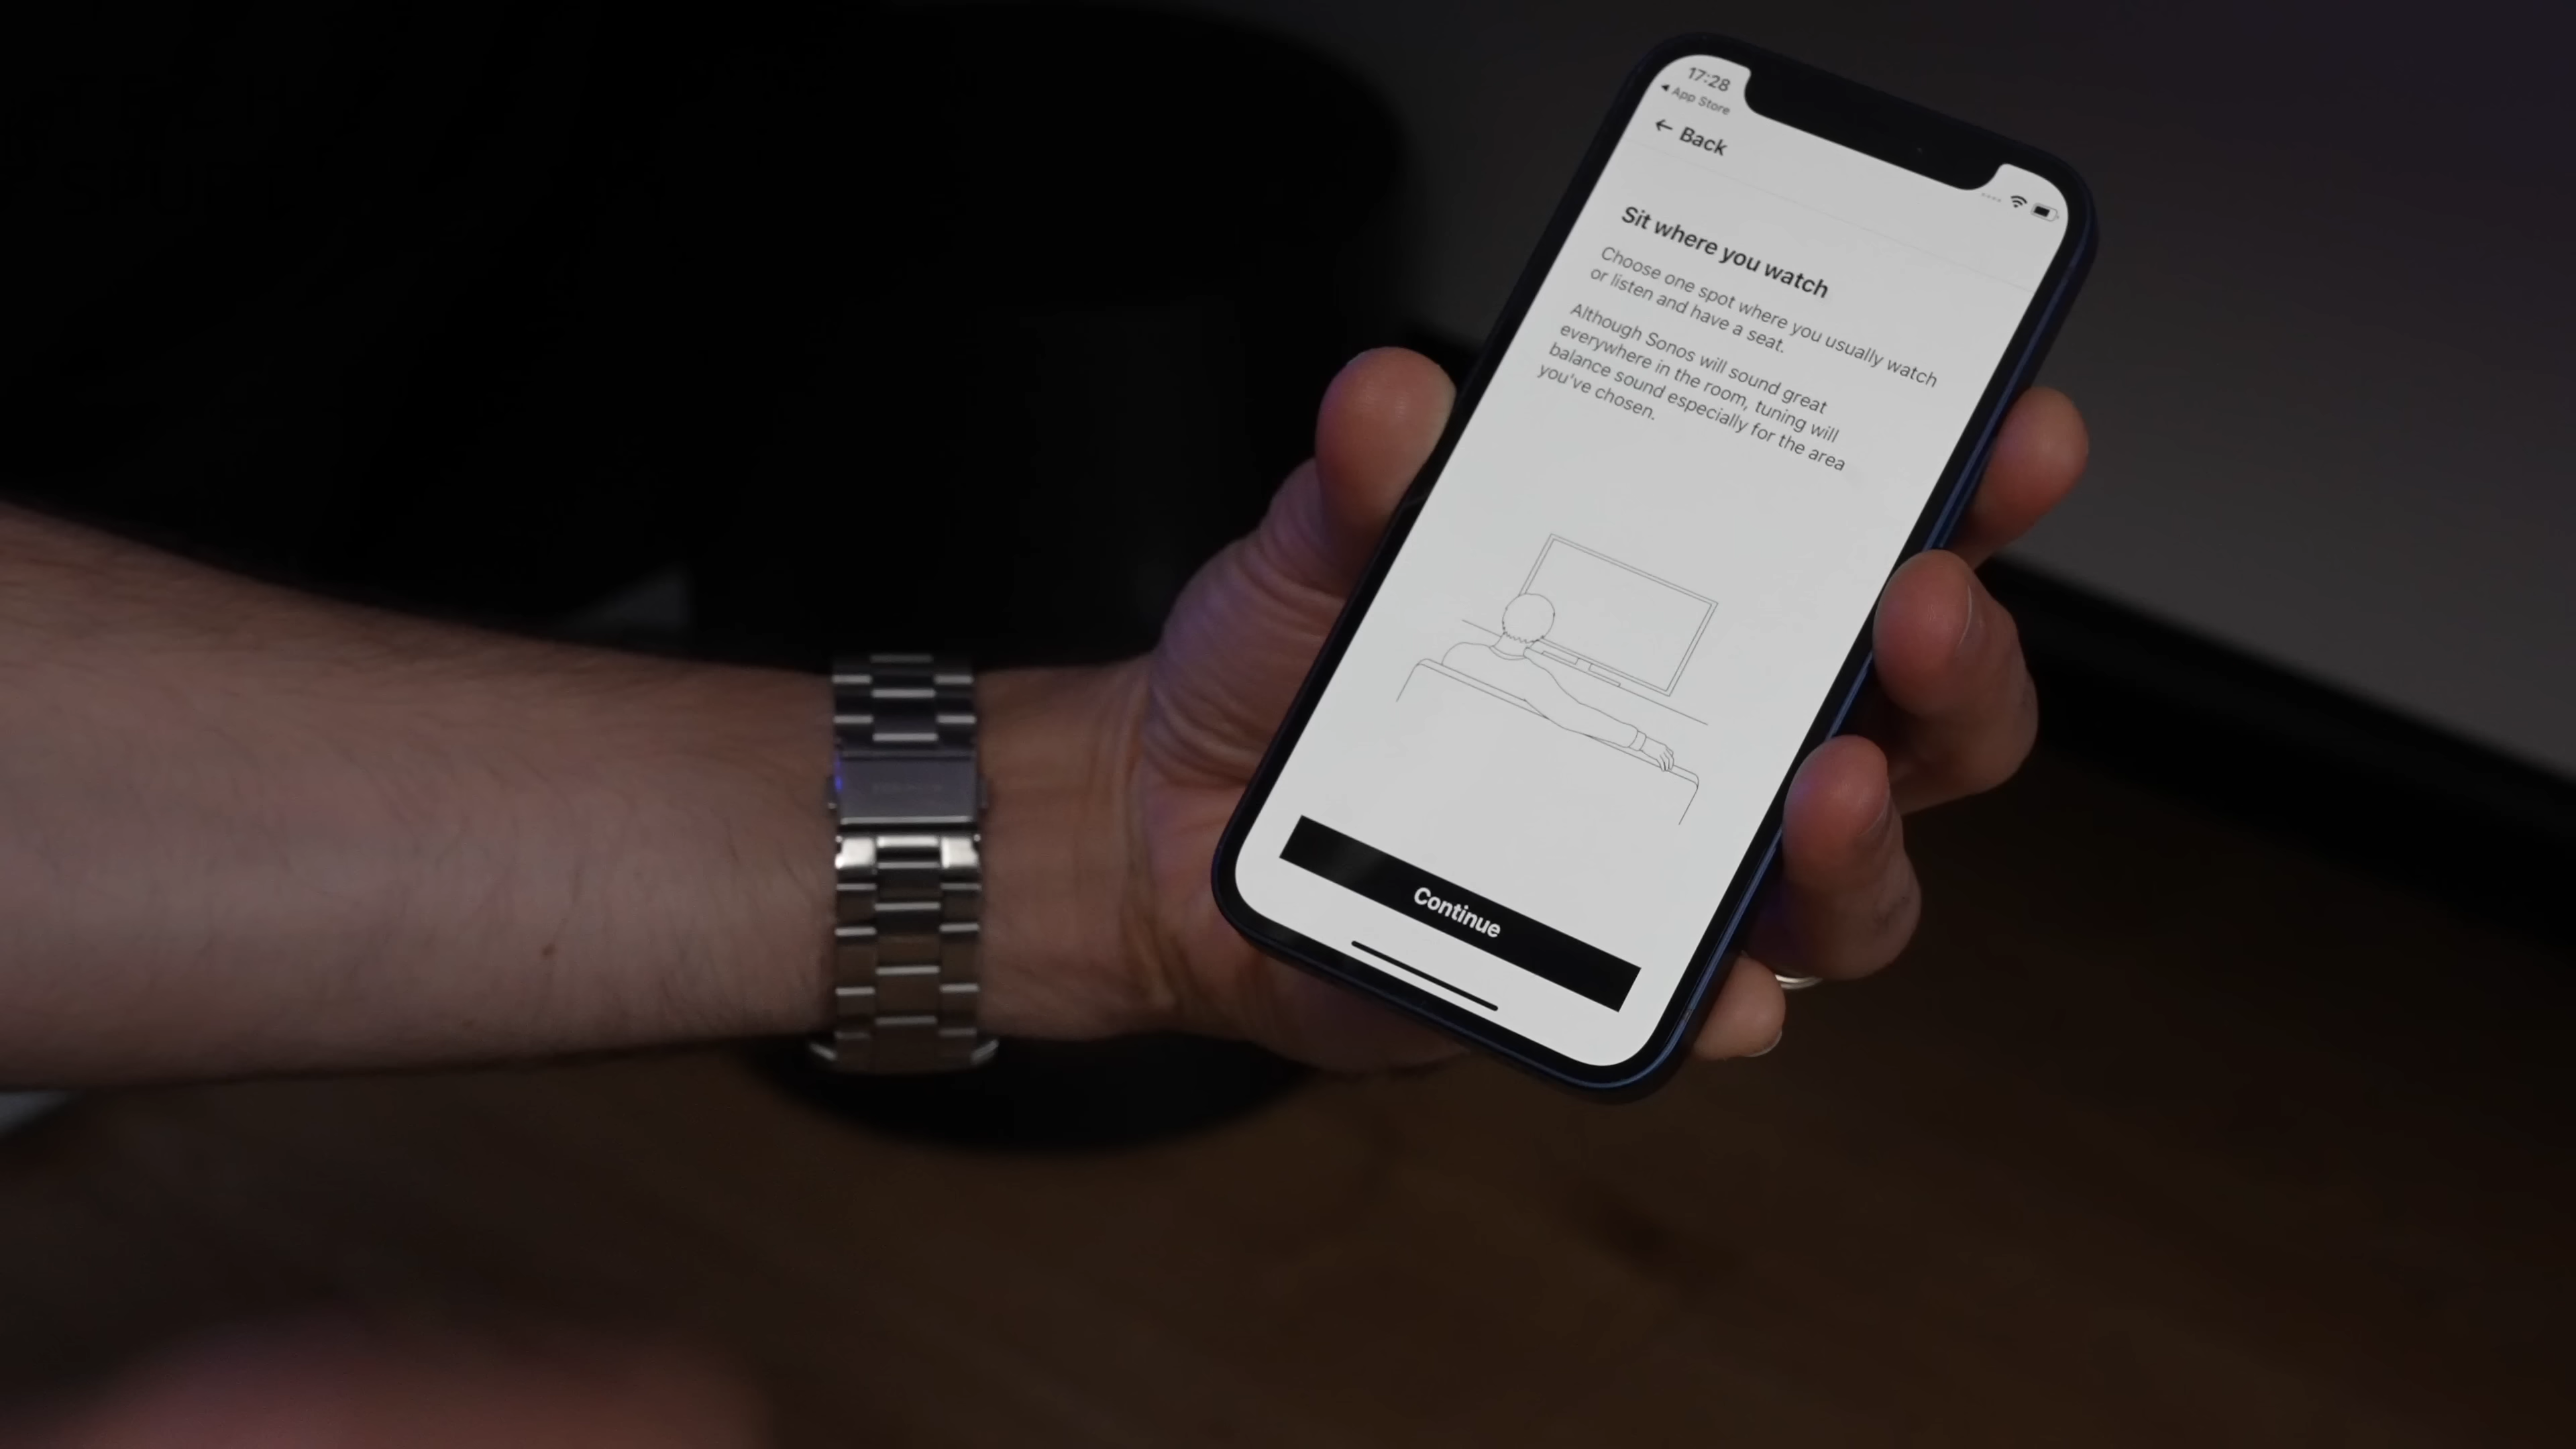 17:28
◀ App Store
← Back
Sit where you watch
Choose one spot where you usually watch
or listen and have a seat.
Although Sonos will sound great
everywhere in the room, tuning will
balance sound especially for the area
you've chosen.
Continue